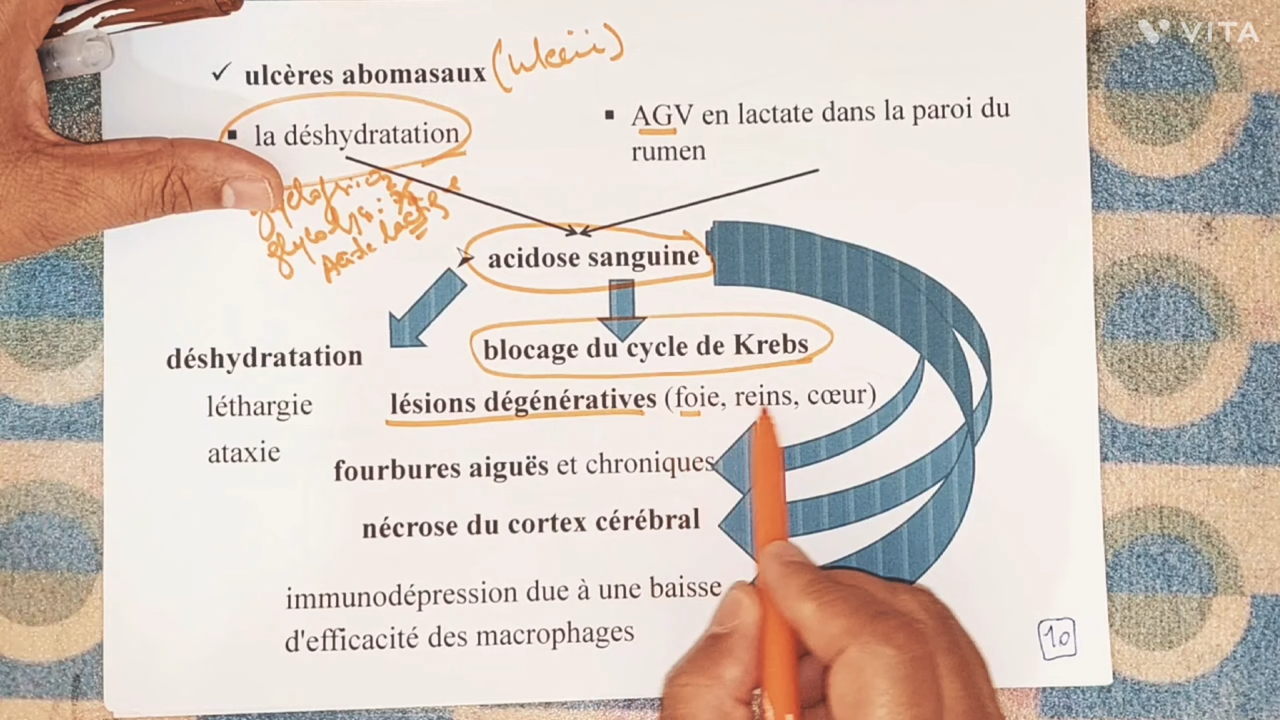 VITA
✓ ulcères abomasaux
▪ la déshydratation
▪ AGV en lactate dans la paroi du
rumen
Acide lactique
➢ acidose sanguine
déshydratation
léthargie
ataxie
blocage du cycle de Krebs
lésions dégénératives (foie, reins, cœur)
fourbures aiguës et chroniques
nécrose du cortex cérébral
immunodépression due à une baisse
d'efficacité des macrophages
10